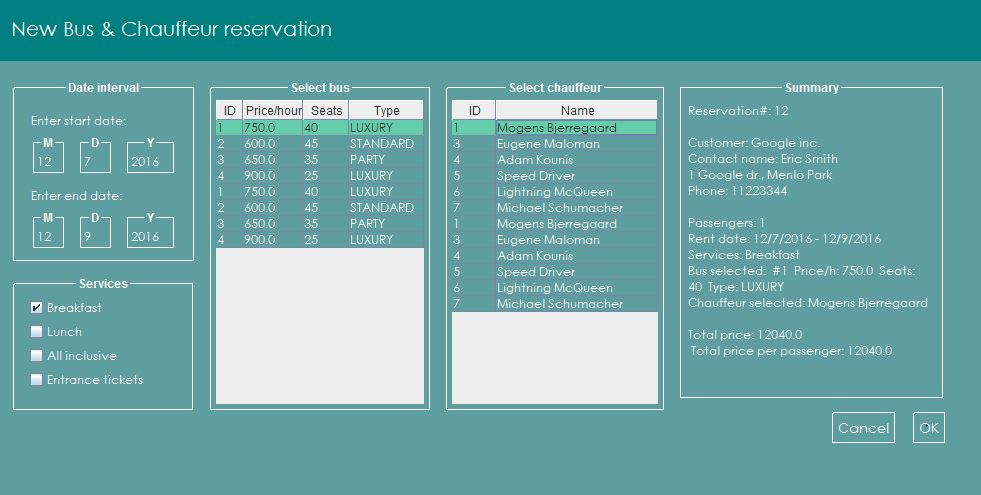 New Bus & Chauffeur reservation
Date interval
Enter start date:
M D Y
12 7 2016
Enter end date:
M D Y
12 9 2016
Services
Breakfast
Lunch
All inclusive
Entrance tickets
Select bus
ID Price/hour Seats Type
1 750.0 40 LUXURY
2 600.0 45 STANDARD
3 650.0 35 PARTY
4 900.0 25 LUXURY
1 750.0 40 LUXURY
2 600.0 45 STANDARD
3 650.0 35 PARTY
4 900.0 25 LUXURY
Select chauffeur
ID Name
1 Mogens Bjerregaard
3 Eugene Maloman
4 Adam Kounis
5 Speed Driver
6 Lightning McQueen
7 Michael Schumacher
1 Mogens Bjerregaard
3 Eugene Maloman
4 Adam Kounis
5 Speed Driver
6 Lightning McQueen
7 Michael Schumacher
Summary
Reservation#: 12
Customer: Google inc.
Contact name: Eric Smith
1 Google dr., Menlo Park
Phone: 11223344
Passengers: 1
Rent date: 12/7/2016 - 12/9/2016
Services: Breakfast
Bus selected: #1 Price/h: 750.0 Seats:
40 Type: LUXURY
Chauffeur selected: Mogens Bjerregaard
Total price: 12040.0
Total price per passenger: 12040.0
Cancel OK